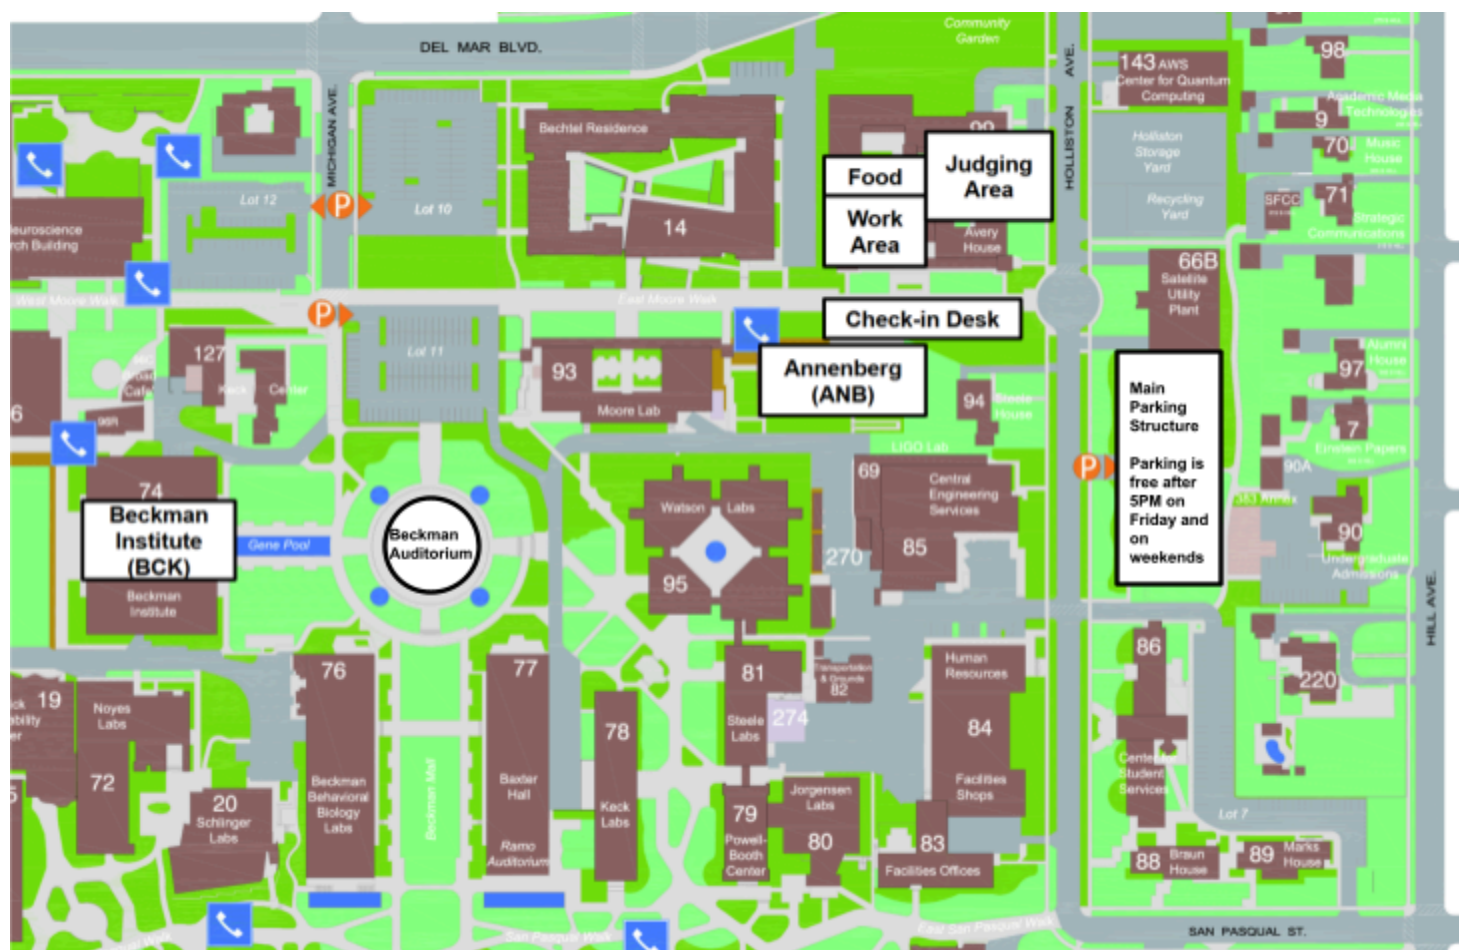 DEL MAR BLVD.
Community
Garden
HOLLISTON AVE.
143 AWS
Center for Quantum
Computing
98
Academic Media
Technologies
9
70
Music
House
MICHIGAN AVE.
Bechtel Residence
99
Holliston
Storage
Yard
Judging
Area
Food
Work
Area
Lot 12
P
Lot 10
14
Avery
House
Recycling
Yard
SFCC
71
Strategic
Communications
66B
Satellite
Utility
Plant
West Moore Walk
East Moore Walk
P
Check-in Desk
Lot 11
127
Keck Center
93
Moore Lab
Annenberg
(ANB)
94
Steele
House
Main
Parking
Structure
Parking is
free after
5PM on
Friday and
on
weekends
Alumni
House
97
7
Einstein Papers
P
90A
LIGO Lab
69
Central
Engineering
Services
85
270
90
Undergraduate
Admissions
HILL AVE.
6
74
Beckman
Institute
(BCK)
Beckman
Institute
Gene Pool
Beckman
Auditorium
Watson Labs
95
76
77
81
Transportation
& Grounds
82
Human
Resources
86
220
19
Noyes
Labs
72
Beckman
Behavioral
Biology
Labs
Beckman Mall
Baxter
Hall
Ramo
Auditorium
78
Keck
Labs
Steele
Labs
274
84
Facilities
Shops
Student
Services
20
Schlinger
Labs
79
Powell-
Booth
Center
Jorgensen
Labs
80
83
Facilities Offices
Lot 7
88
Braun
House
89
Marks
House
San Pasqual Walk
East San Pasqual Walk
SAN PASQUAL ST.